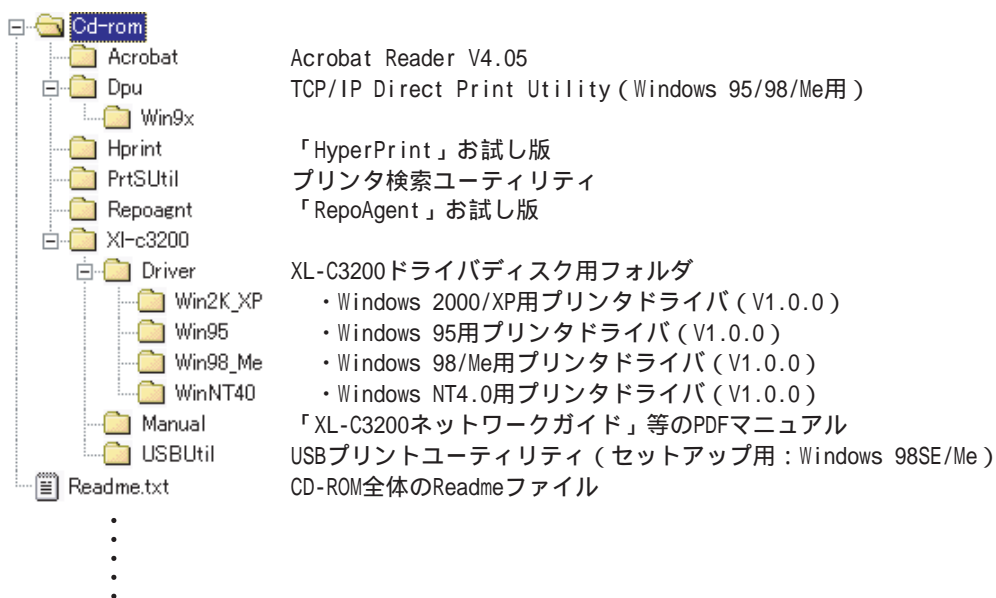 Cd-rom
Acrobat Acrobat Reader V4.05
Dpu TCP/IP Direct Print Utility（Windows 95/98/Me用）
Win9x
Hprint 「HyperPrint」お試し版
PrtSUtil プリンタ検索ユーティリティ
Repoagnt 「RepoAgent」お試し版
Xl-c3200
Driver XL-C3200ドライバディスク用フォルダ
Win2K_XP ・Windows 2000/XP用プリンタドライバ（V1.0.0）
Win95 ・Windows 95用プリンタドライバ（V1.0.0）
Win98_Me ・Windows 98/Me用プリンタドライバ（V1.0.0）
WinNT40 ・Windows NT4.0用プリンタドライバ（V1.0.0）
Manual 「XL-C3200ネットワークガイド」等のPDFマニュアル
USBUtil USBプリントユーティリティ（セットアップ用：Windows 98SE/Me）
Readme.txt CD-ROM全体のReadmeファイル
・
・
・
・
・